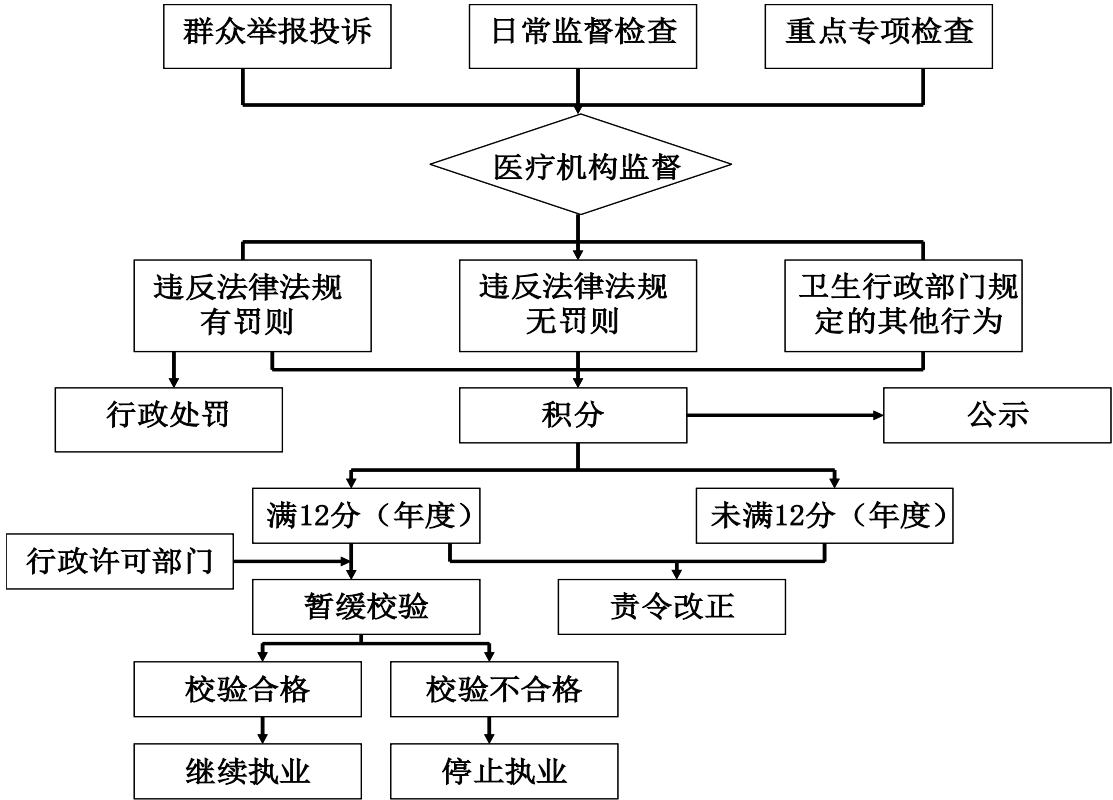 群众举报投诉
日常监督检查
重点专项检查
医疗机构监督
违反法律法规
有罚则
违反法律法规
无罚则
卫生行政部门规
定的其他行为
行政处罚
积分
公示
满12分（年度）
未满12分（年度）
行政许可部门
暂缓校验
责令改正
校验合格
校验不合格
继续执业
停止执业